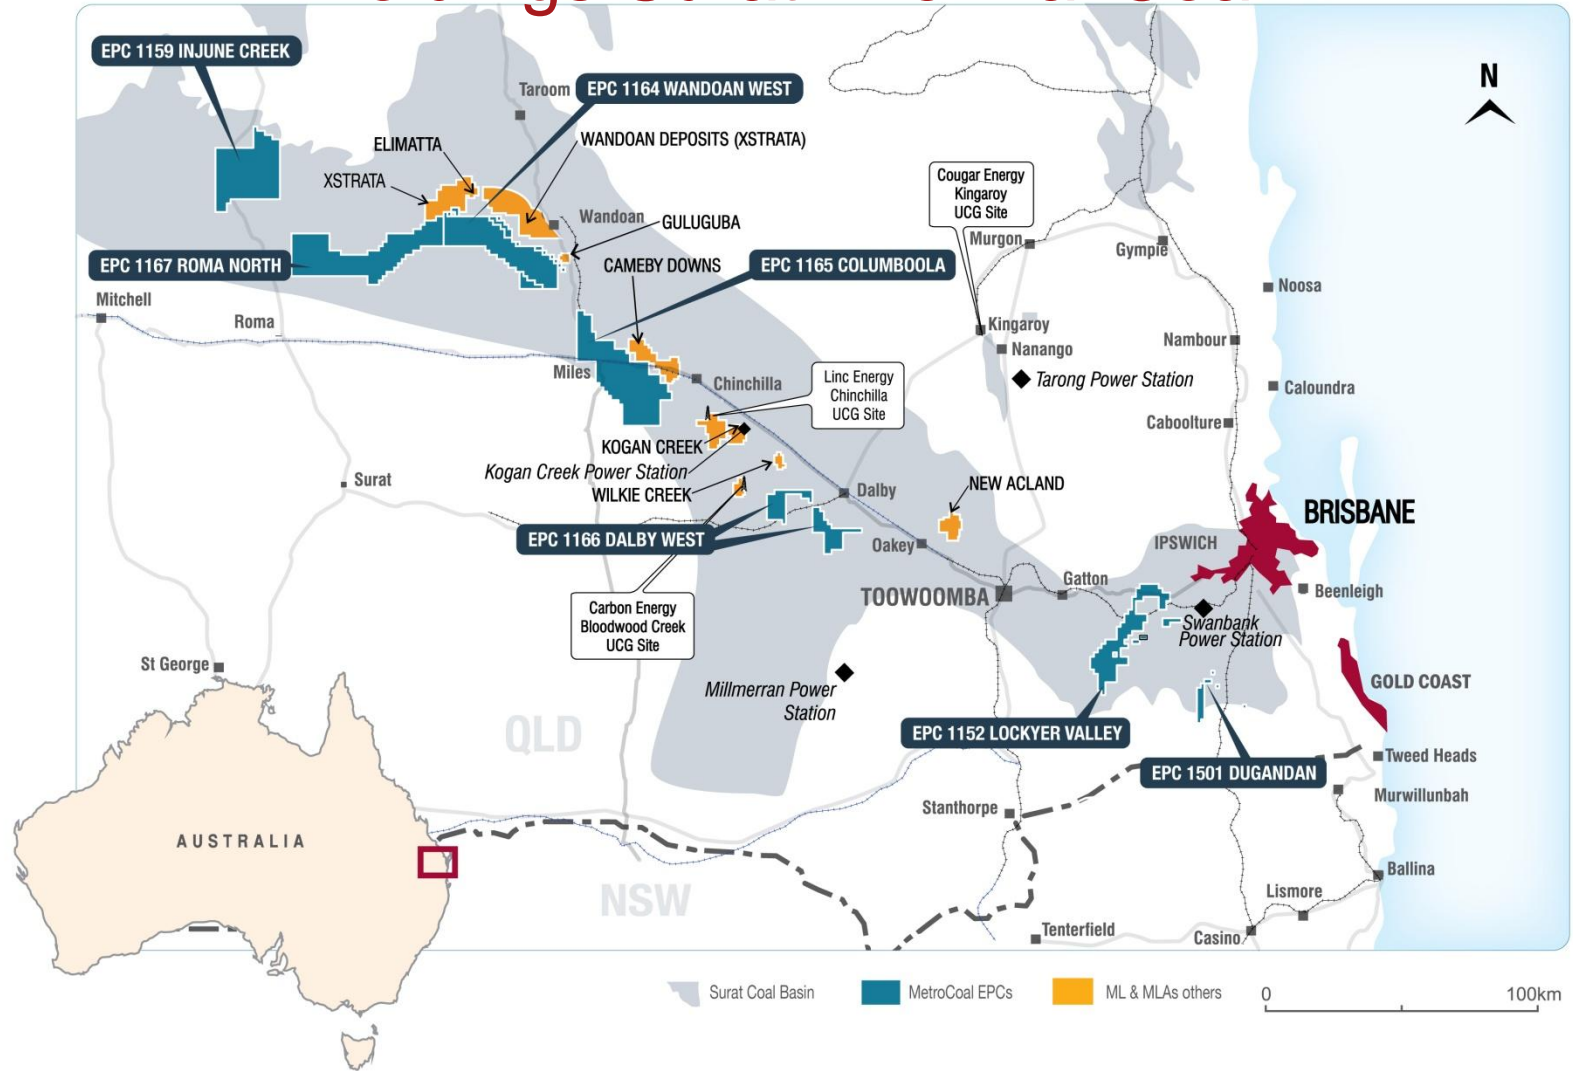 EPC 1159 INJUNE CREEK
Taroom
EPC 1164 WANDOAN WEST
N
ELIMATTA
WANDOAN DEPOSITS (XSTRATA)
XSTRATA
Cougar Energy
Kingaroy
UCG Site
Wandoan
GULUGUBA
Murgon
Gympie
EPC 1167 ROMA NORTH
CAMEBY DOWNS
EPC 1165 COLUMBOOLA
Noosa
Mitchell
Roma
Kingaroy
Nambour
Nanango
Miles
Chinchilla
Linc Energy
Chinchilla
UCG Site
Tarong Power Station
Caloundra
Caboolture
KOGAN CREEK
Kogan Creek Power Station
Surat
WILKIE CREEK
Dalby
NEW ACLAND
BRISBANE
EPC 1166 DALBY WEST
Oakey
IPSWICH
TOOWOOMBA
Gatton
Beenleigh
Carbon Energy
Bloodwood Creek
UCG Site
Swanbank
Power Station
St George
Millmerran Power
Station
GOLD COAST
QLD
EPC 1152 LOCKYER VALLEY
Tweed Heads
EPC 1501 DUGANDAN
Stanthorpe
Murwillunbah
AUSTRALIA
NSW
Ballina
Lismore
Tenterfield
Casino
Surat Coal Basin
MetroCoal EPCs
ML & MLAs others
0
100km